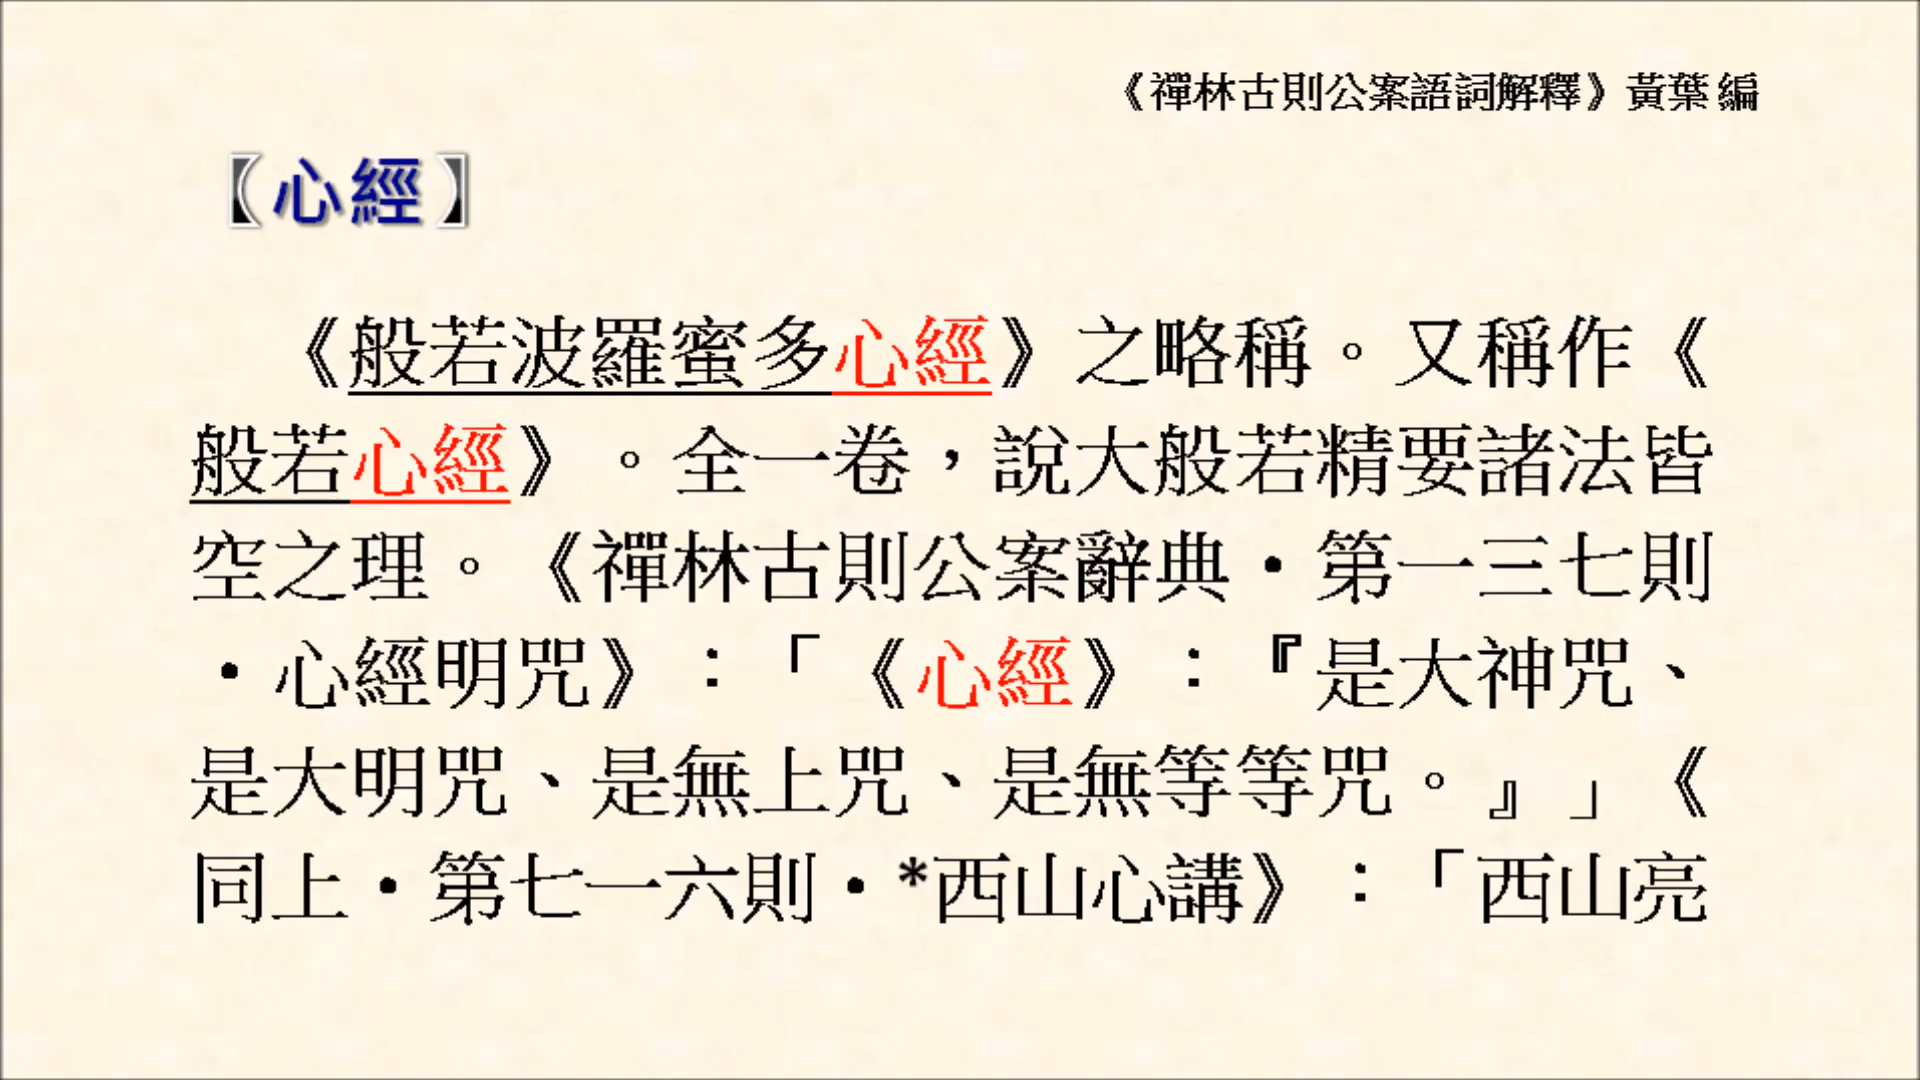 《禪林古則公案語詞解釋》黃葉 編
【心經】
《般若波羅蜜多心經》之略稱。又稱作《
般若心經》。全一卷，說大般若精要諸法皆
空之理。《禪林古則公案辭典・第一三七則
・心經明咒》：「《心經》：『是大神咒、
是大明咒、是無上咒、是無等等咒。』」《
同上・第七一六則・*西山心講》：「西山亮